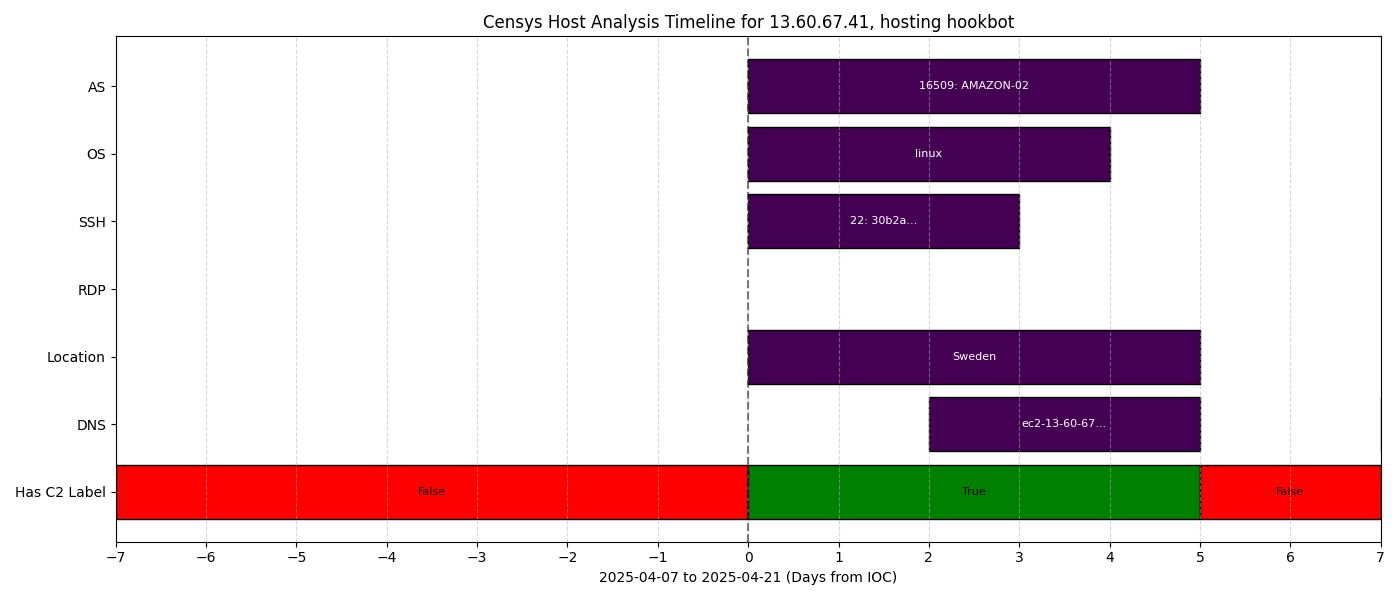 Censys Host Analysis Timeline for 13.60.67.41, hosting hookbot
AS
16509: AMAZON-02
OS
linux
SSH
22: 30b2a...
RDP
Location
Sweden
DNS
ec2-13-60-67...
Has C2 Label
False
True
False
−7 −6 −5 −4 −3 −2 −1 0 1 2 3 4 5 6 7
2025-04-07 to 2025-04-21 (Days from IOC)